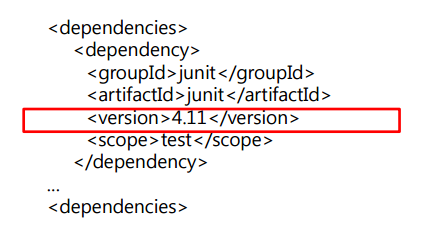 <dependencies>
<dependency>
<groupId>junit</groupId>
<artifactId>junit</artifactId>
<version>4.11</version>
<scope>test</scope>
</dependency>
...
<dependencies>